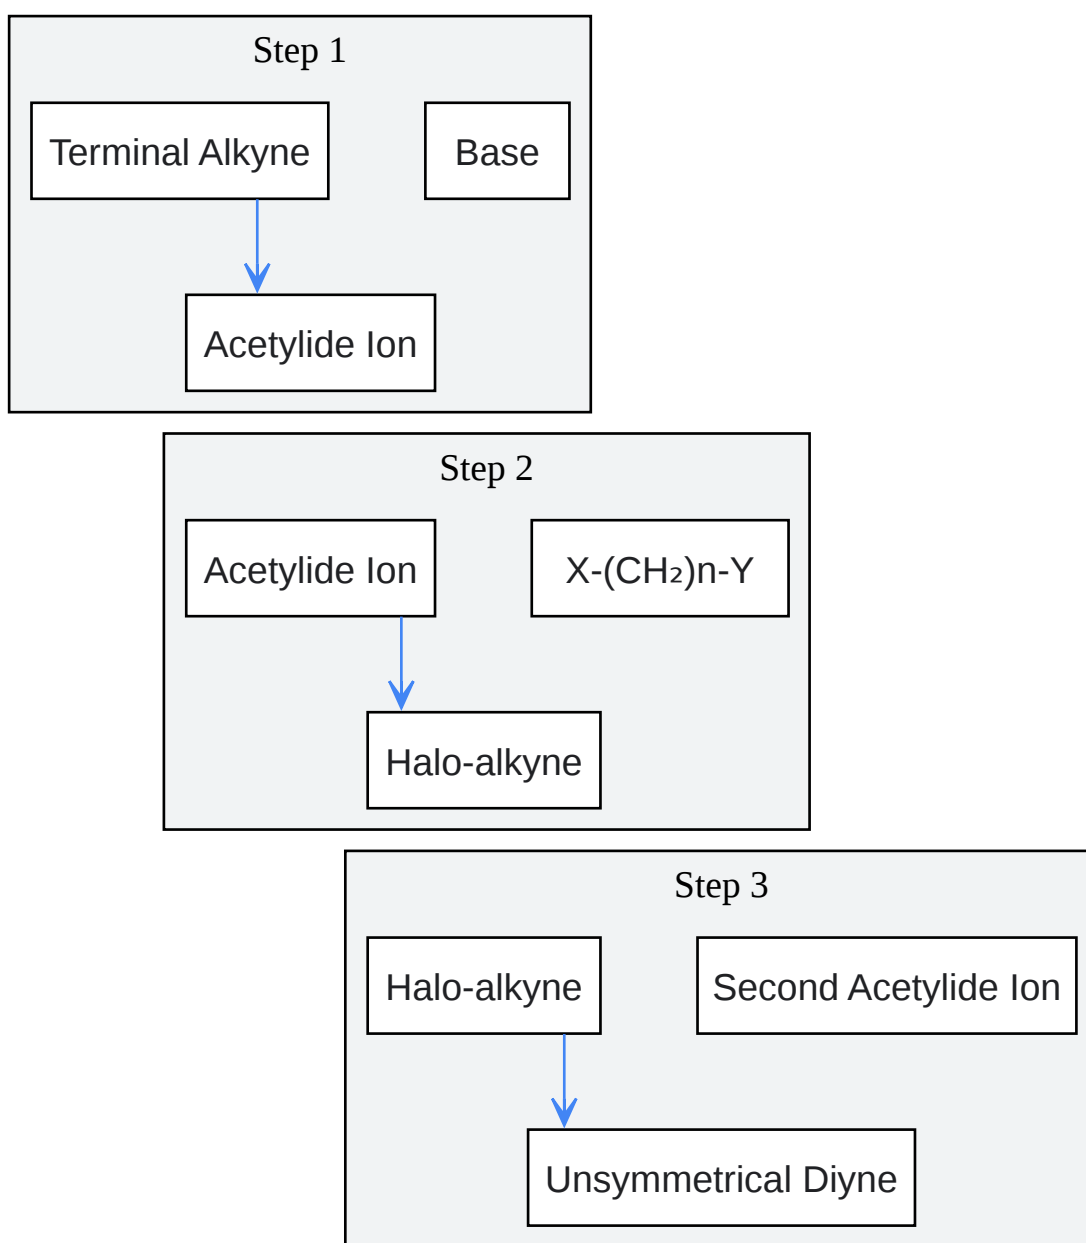 Step 1
Terminal Alkyne
Base
Acetylide Ion
Step 2
Acetylide Ion
X-(CH₂)n-Y
Halo-alkyne
Step 3
Halo-alkyne
Second Acetylide Ion
Unsymmetrical Diyne